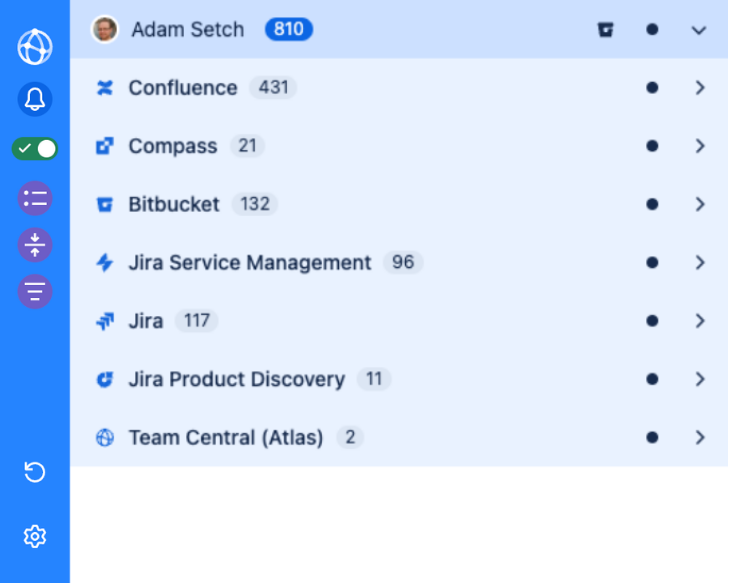 Adam Setch 810
Confluence 431
Compass 21
Bitbucket 132
Jira Service Management 96
Jira 117
Jira Product Discovery 11
Team Central (Atlas) 2